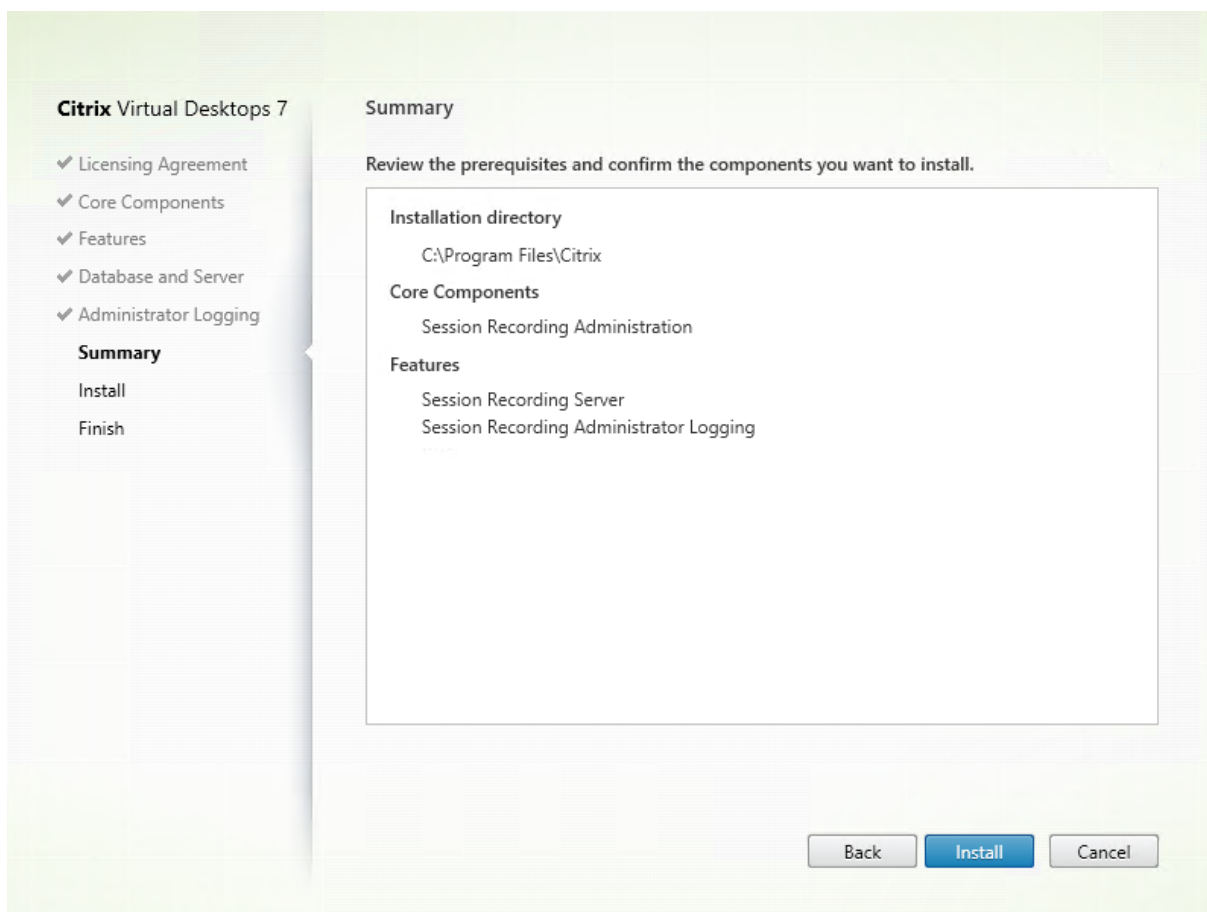 Citrix Virtual Desktops 7
Licensing Agreement
Core Components
Features
Database and Server
Administrator Logging
Summary
Install
Finish
Summary
Review the prerequisites and confirm the components you want to install.
Installation directory
C:\Program Files\Citrix
Core Components
Session Recording Administration
Features
Session Recording Server
Session Recording Administrator Logging
Back
Install
Cancel